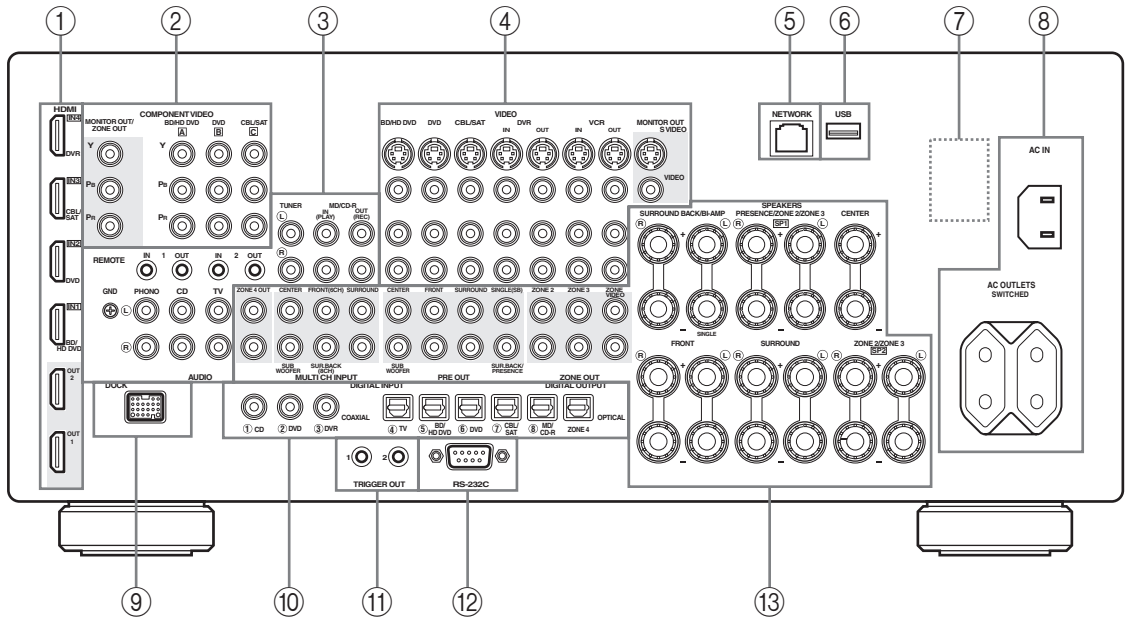 ① ② ③ ④ ⑤ ⑥ ⑦ ⑧
HDMI
IN4
DVR
IN3
CBL/
SAT
IN2
DVD
IN1
BD/
HD DVD
OUT
2
OUT
1
COMPONENT VIDEO
MONITOR OUT/
ZONE OUT
BD/HD DVD
A
DVD
B
CBL/SAT
C
Y
PB
PR
Y
PB
PR
REMOTE
IN 1 OUT
IN 2 OUT
GND
PHONO
CD
TV
L
R
AUDIO
TUNER
MD/CD-R
IN
(PLAY)
OUT
(REC)
L
R
VIDEO
BD/HD DVD
DVD
CBL/SAT
DVR
IN
OUT
VCR
IN
OUT
MONITOR OUT
S VIDEO
VIDEO
ZONE 4 OUT
CENTER
FRONT(6CH)
SURROUND
SUB
WOOFER
SUR.BACK
(8CH)
MULTI CH INPUT
CENTER
FRONT
SURROUND
SINGLE(SB)
SUB
WOOFER
SUR.BACK/
PRESENCE
PRE OUT
ZONE 2
ZONE 3
ZONE
VIDEO
ZONE OUT
NETWORK
USB
AC IN
AC OUTLETS
SWITCHED
SPEAKERS
SURROUND BACK/BI-AMP
PRESENCE/ZONE 2/ZONE 3
SP1
CENTER
R + L R + L +
– – –
SINGLE
FRONT
SURROUND
ZONE 2/ZONE 3
SP2
R + L R + L R + L
– – –
DOCK
DIGITAL INPUT
DIGITAL OUTPUT
① CD
② DVD
③ DVR
COAXIAL
④ TV
⑤ BD/
HD DVD
⑥ DVD
⑦ CBL/
SAT
⑧ MD/
CD-R
ZONE 4
OPTICAL
1 2
TRIGGER OUT
RS-232C
⑨ ⑩ ⑪ ⑫ ⑬